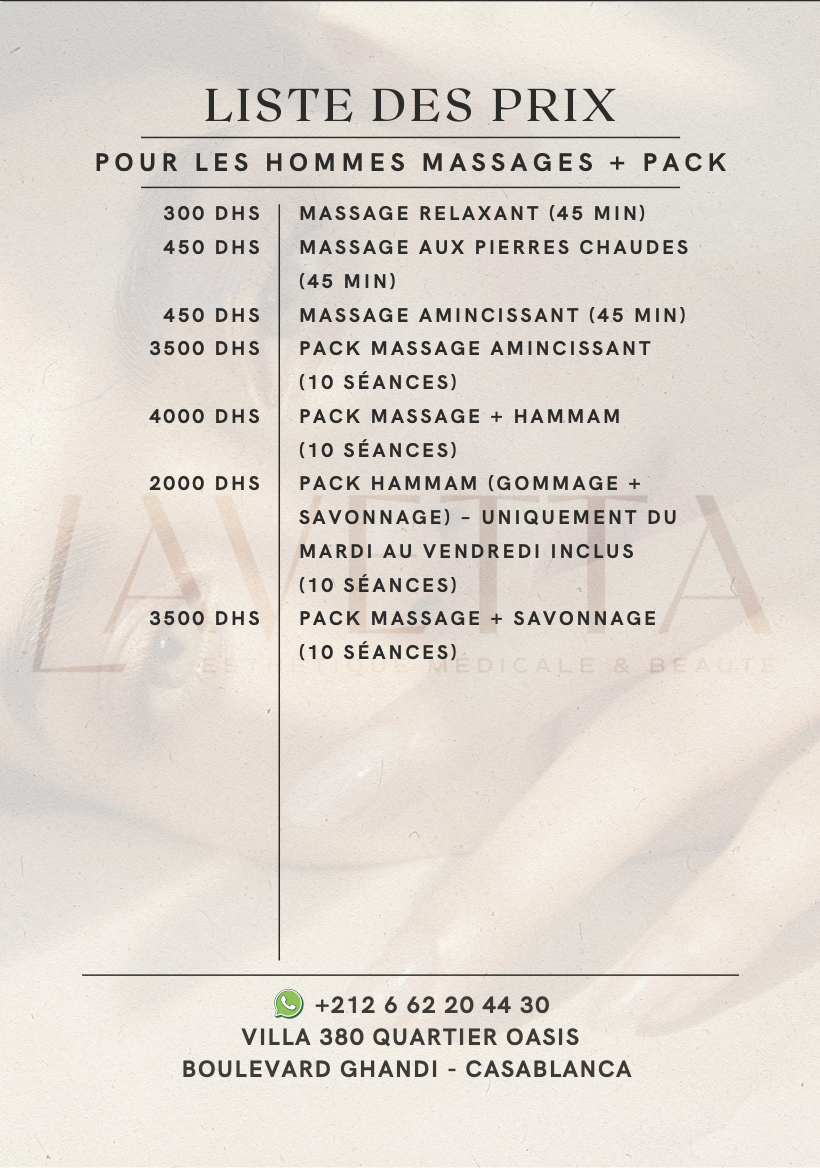 LISTE DES PRIX
POUR LES HOMMES MASSAGES + PACK
300 DHS MASSAGE RELAXANT (45 MIN)
450 DHS MASSAGE AUX PIERRES CHAUDES
(45 MIN)
450 DHS MASSAGE AMINCISSANT (45 MIN)
3500 DHS PACK MASSAGE AMINCISSANT
(10 SÉANCES)
4000 DHS PACK MASSAGE + HAMMAM
(10 SÉANCES)
2000 DHS PACK HAMMAM (GOMMAGE +
SAVONNAGE) – UNIQUEMENT DU
MARDI AU VENDREDI INCLUS
(10 SÉANCES)
3500 DHS PACK MASSAGE + SAVONNAGE
(10 SÉANCES)
LAVETTA
ESTHÉTIQUE MÉDICALE & BEAUTÉ
+212 6 62 20 44 30
VILLA 380 QUARTIER OASIS
BOULEVARD GHANDI - CASABLANCA